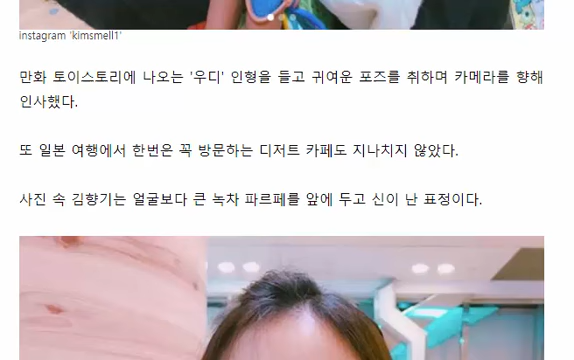 instagram 'kimsmell1'
만화 토이스토리에 나오는 '우디' 인형을 들고 귀여운 포즈를 취하며 카메라를 향해
인사했다.
또 일본 여행에서 한번은 꼭 방문하는 디저트 카페도 지나치지 않았다.
사진 속 김향기는 얼굴보다 큰 녹차 파르페를 앞에 두고 신이 난 표정이다.